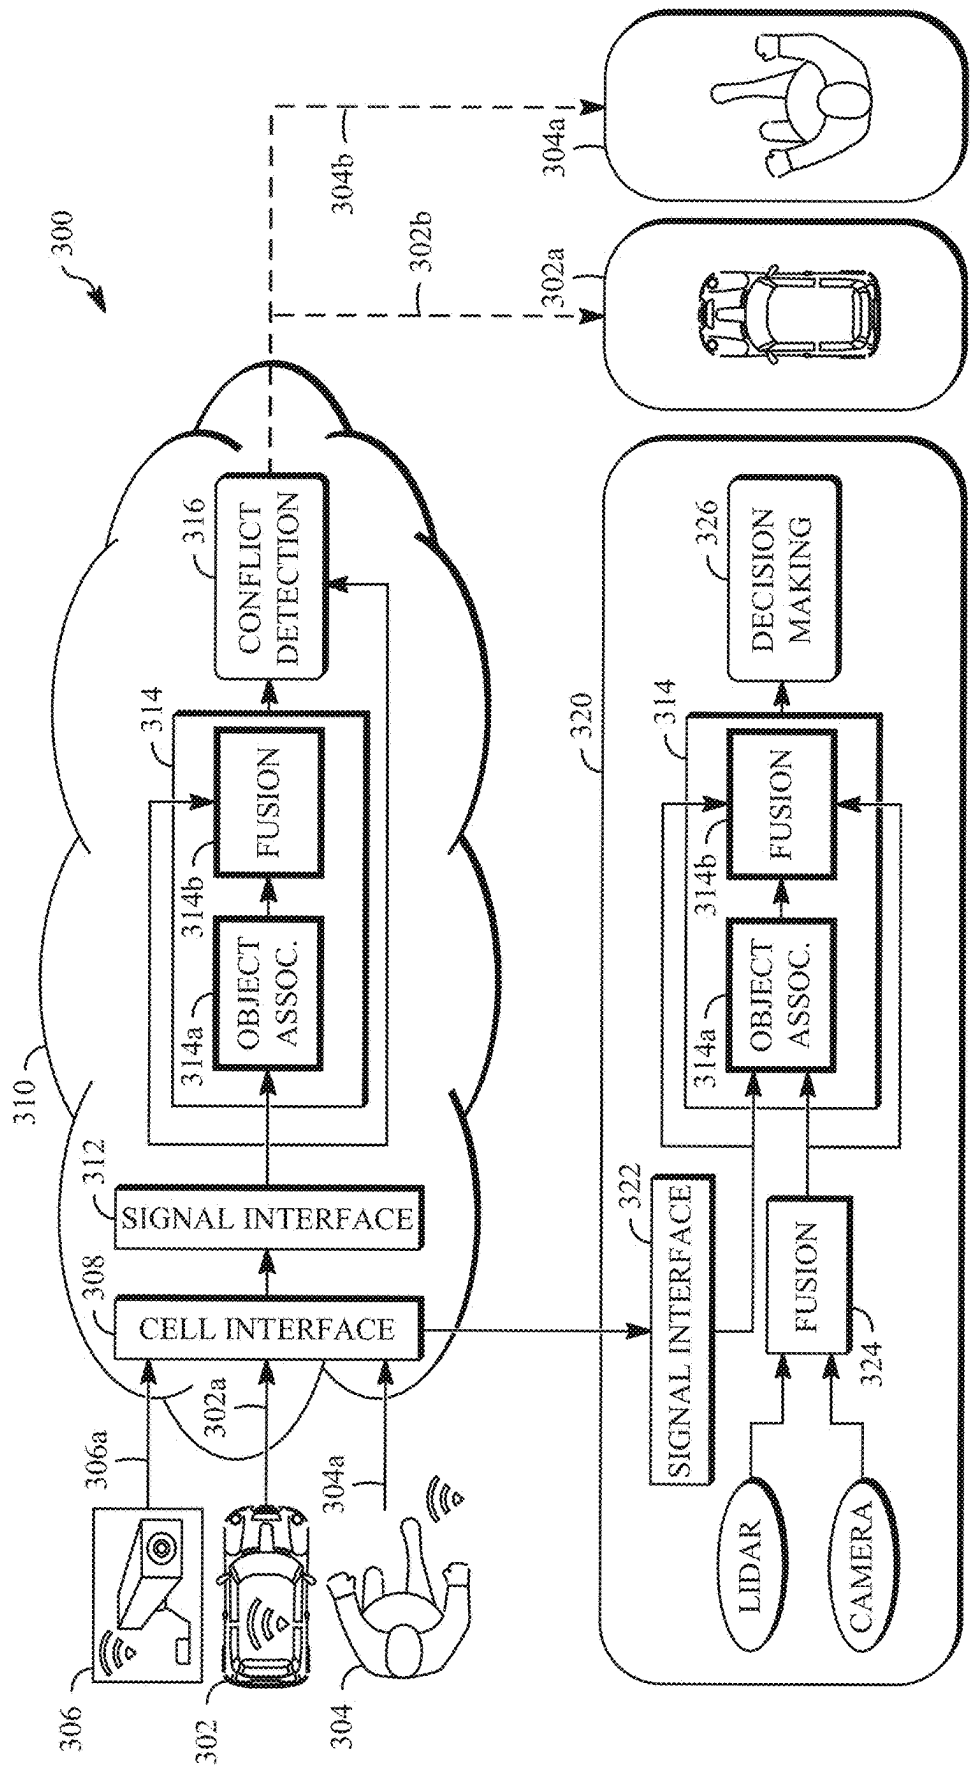 300
310
306
306a
308
312
314
316
302
302a
304
304a
CELL INTERFACE
SIGNAL INTERFACE
314a
OBJECT
ASSOC.
314b
FUSION
CONFLICT
DETECTION
302b
304b
320
322
SIGNAL INTERFACE
LIDAR
CAMERA
FUSION
324
314
314a
OBJECT
ASSOC.
314b
FUSION
326
DECISION
MAKING
302a
304a